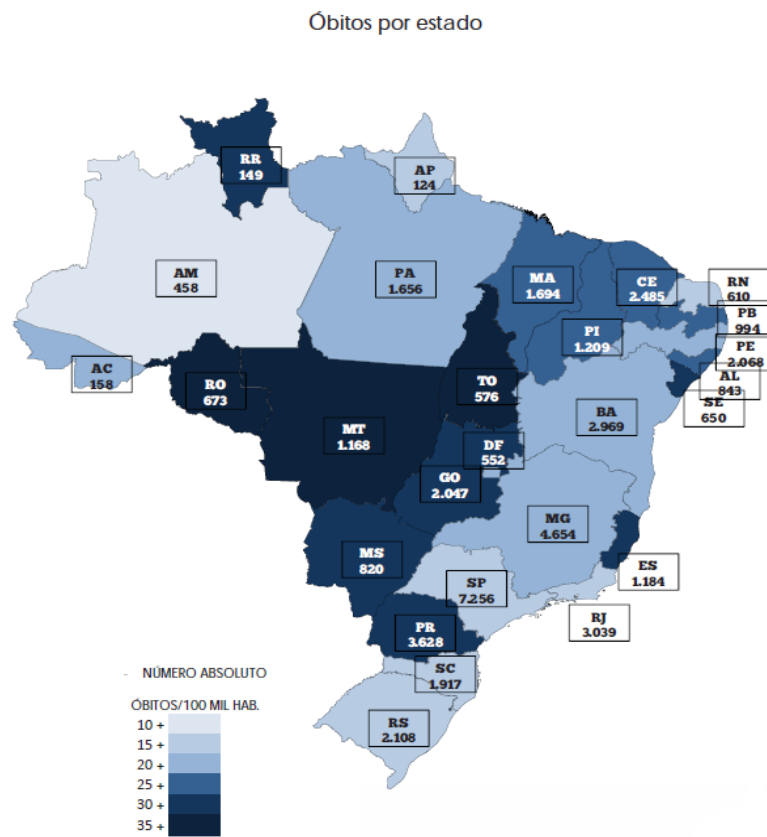 Óbitos por estado
RR
149
AP
124
AM
458
PA
1.656
MA
1.694
CE
2.485
RN
610
PB
994
PI
1.209
PE
2.068
AC
158
RO
673
TO
576
AL
843
SE
650
MT
1.168
BA
2.969
DF
552
GO
2.047
MG
4.654
MS
820
ES
1.184
SP
7.256
RJ
3.039
PR
3.628
SC
1.917
RS
2.108
- NÚMERO ABSOLUTO
ÓBITOS/100 MIL HAB.
10 +
15 +
20 +
25 +
30 +
35 +